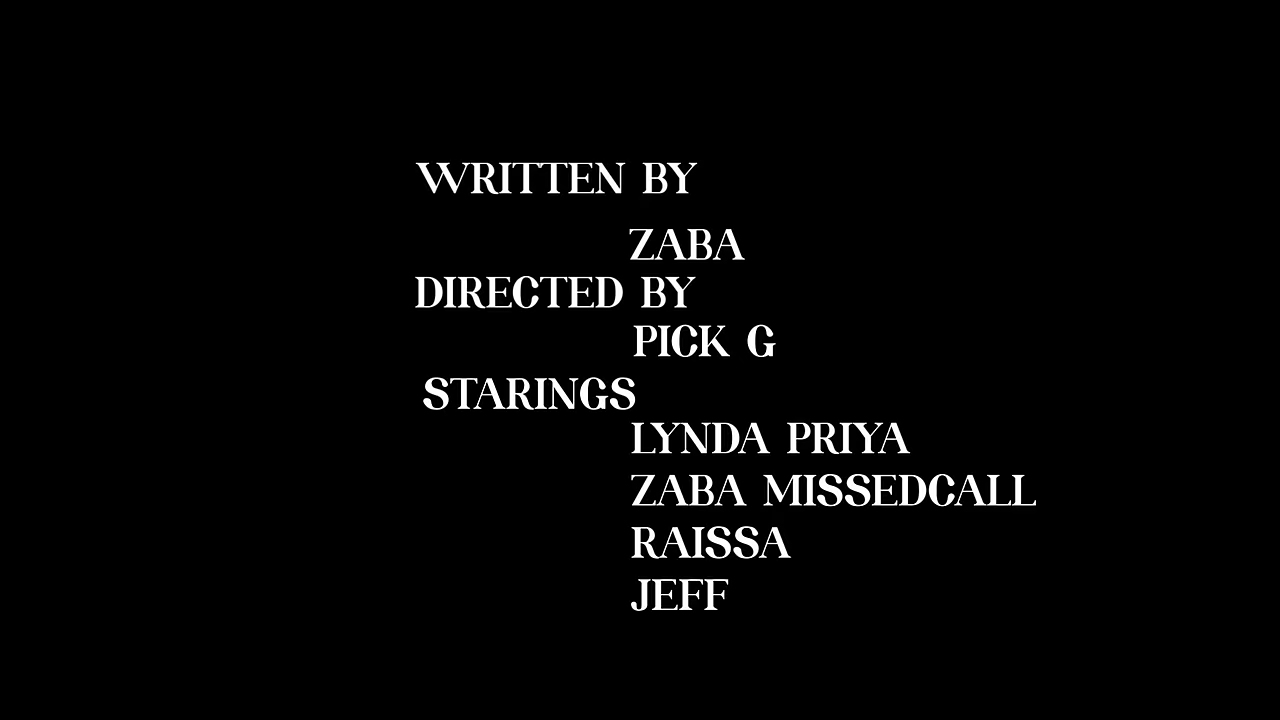 WRITTEN BY
ZABA
DIRECTED BY
PICK G
STARINGS
LYNDA PRIYA
ZABA MISSEDCALL
RAISSA
JEFF